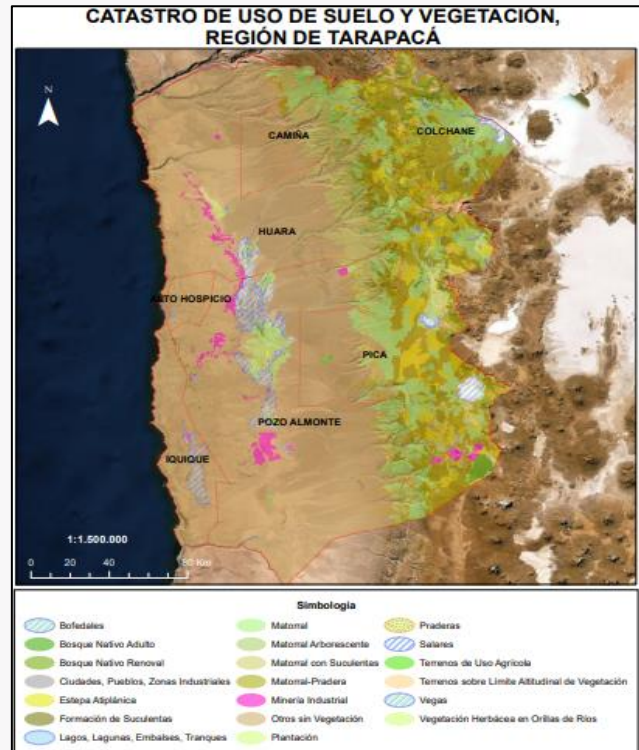 CATASTRO DE USO DE SUELO Y VEGETACIÓN,
REGIÓN DE TARAPACÁ
N
CAMIÑA
COLCHANE
HUARA
ALTO HOSPICIO
PICA
POZO ALMONTE
IQUIQUE
1:1.500.000
0 20 40 80 Km
Simbología
Bofedales
Bosque Nativo Adulto
Bosque Nativo Renoval
Ciudades, Pueblos, Zonas Industriales
Estepa Altiplánica
Formación de Suculentas
Lagos, Lagunas, Embalses, Tranques
Matorral
Matorral Arborescente
Matorral con Suculentas
Matorral-Pradera
Minería Industrial
Otros sin Vegetación
Plantación
Praderas
Salares
Terrenos de Uso Agrícola
Terrenos sobre Límite Altitudinal de Vegetación
Vegas
Vegetación Herbácea en Orillas de Ríos